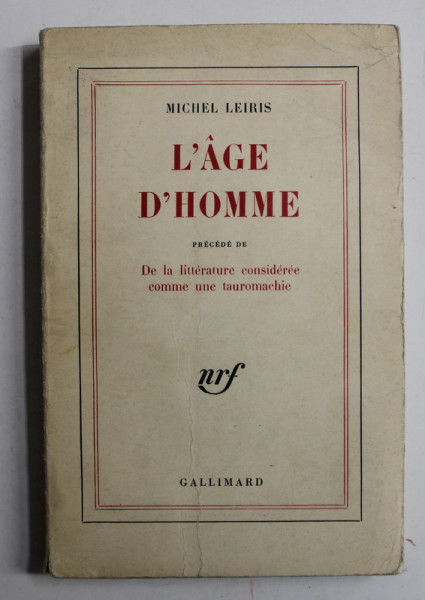 MICHEL LEIRIS
L'ÂGE
D'HOMME
PRÉCÉDÉ DE
De la littérature considérée
comme une tauromachie
nrf
GALLIMARD